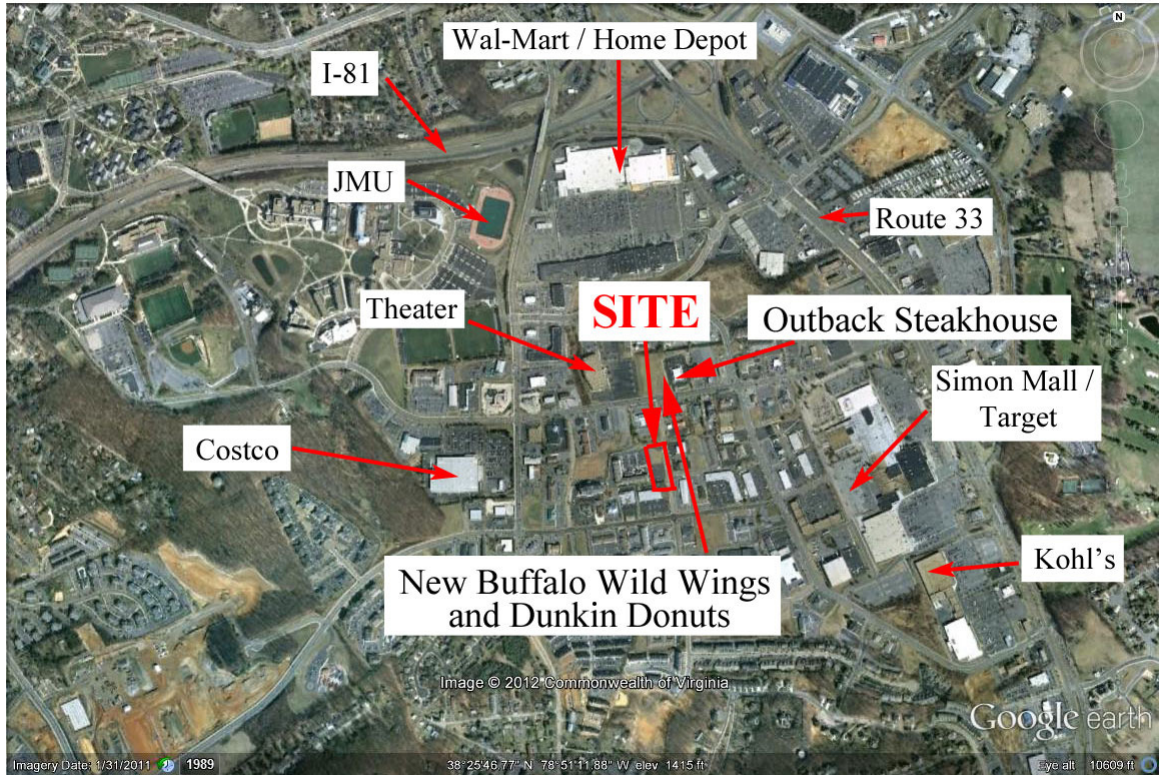 N
Wal-Mart / Home Depot
I-81
JMU
Route 33
Theater
SITE
Outback Steakhouse
Simon Mall /
Target
Costco
Kohl's
New Buffalo Wild Wings
and Dunkin Donuts
Image © 2012 Commonwealth of Virginia
Google earth
Imagery Date: 1/31/2011 1989 38°25'46.77" N 78°51'11.88" W elev 1415 ft Eye alt 10609 ft